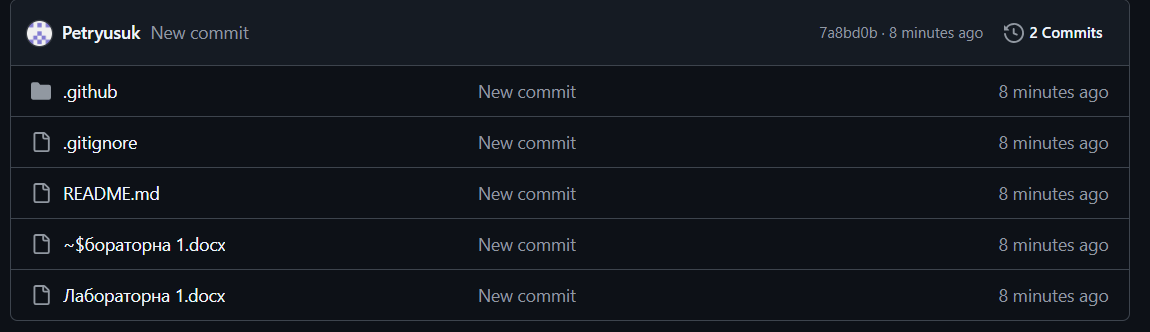 Petryusuk New commit 7a8bd0b · 8 minutes ago 2 Commits
.github New commit 8 minutes ago
.gitignore New commit 8 minutes ago
README.md New commit 8 minutes ago
~$бораторна 1.docx New commit 8 minutes ago
Лабораторна 1.docx New commit 8 minutes ago